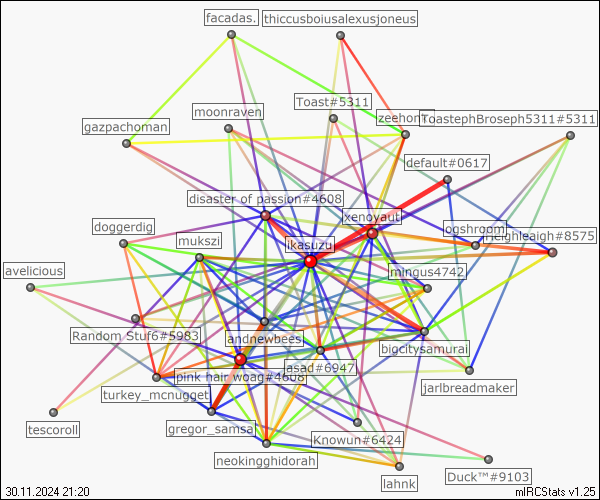 facadas.
thiccusboiusalexusjoneus
Toast#5311
moonraven
ToastephBroseph5311#5311
gazpachoman
default#0617
disaster of passion#4608
xenoyaut
doggerdig
ogshroom
mukszi
ikasuzu
neighleaigh#8575
avelicious
mingus4742
Random Stuf6#5983
andnewbees
bigcitysamurai
asad#6947
pink hair woag#4608
jarlbreadmaker
turkey_mcnugget
tescoroll
gregor_samsa
Knowun#6424
neokingghidorah
lahnk
Duck™#9103
30.11.2024 21:20
mIRCStats v1.25